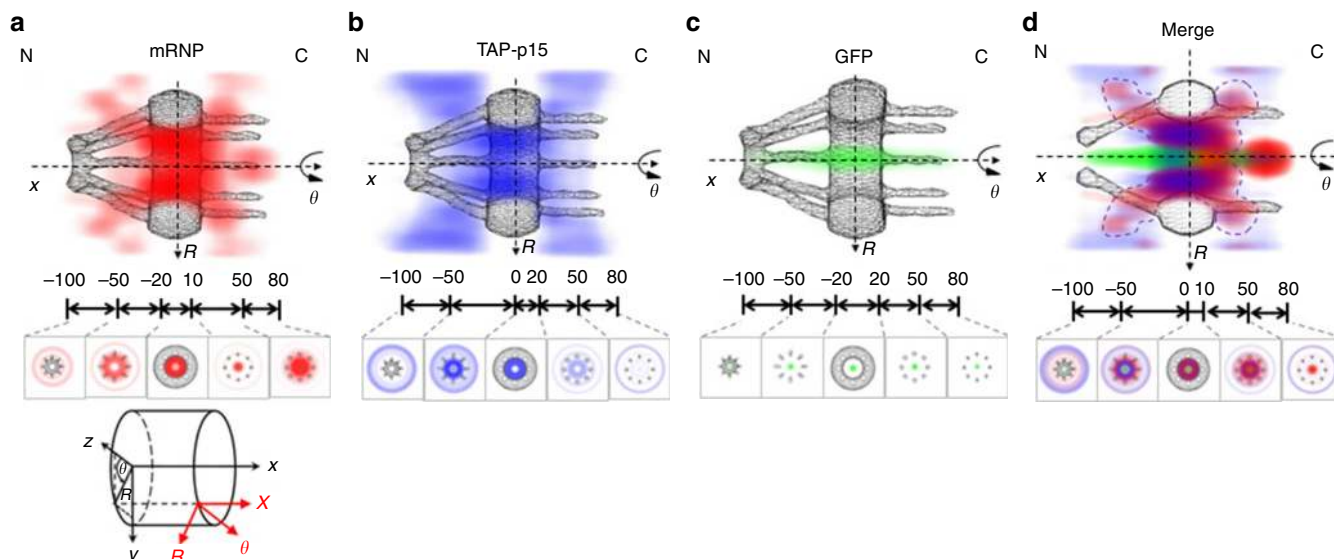 a
b
c
d
mRNP
TAP-p15
GFP
Merge
N C
N C
N C
N C
x θ
x θ
x θ
x θ
R
R
R
R
–100 –50 –20 10 50 80
–100 –50 0 20 50 80
–100 –50 –20 20 50 80
–100 –50 0 10 50 80
z
θ
x
R
X
y
R
θ